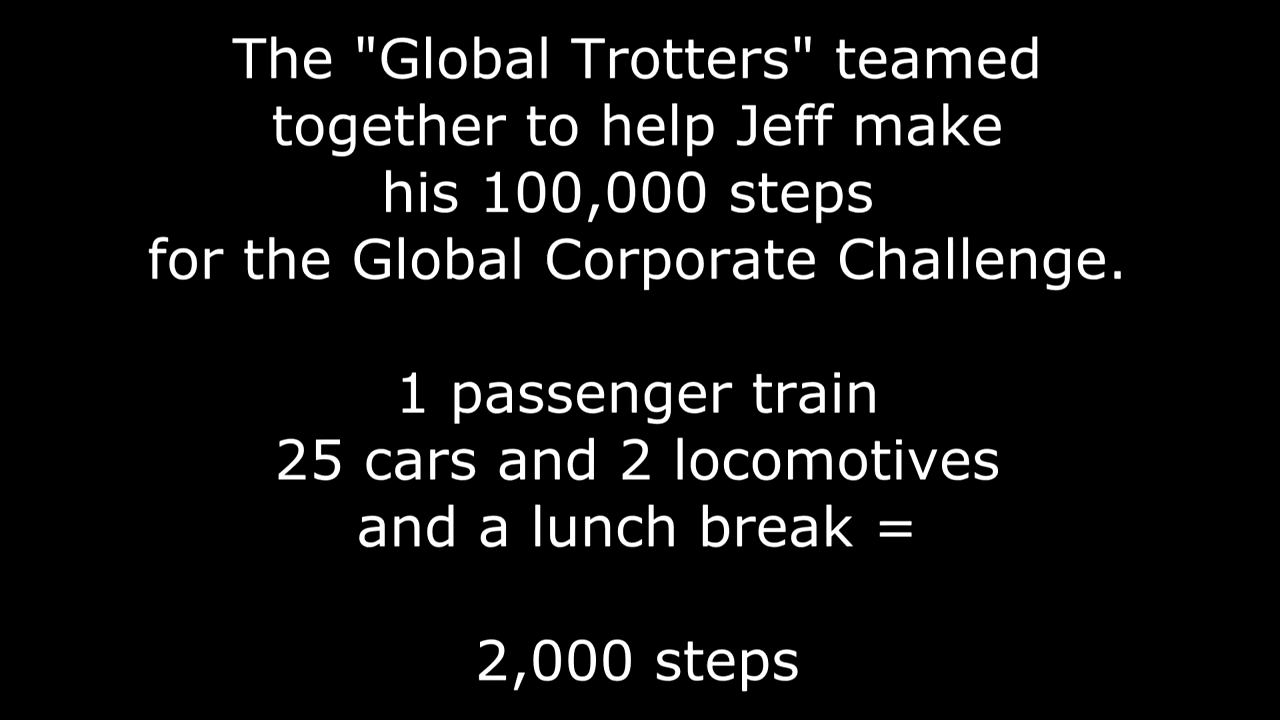 The "Global Trotters" teamed
together to help Jeff make
his 100,000 steps
for the Global Corporate Challenge.
1 passenger train
25 cars and 2 locomotives
and a lunch break =
2,000 steps